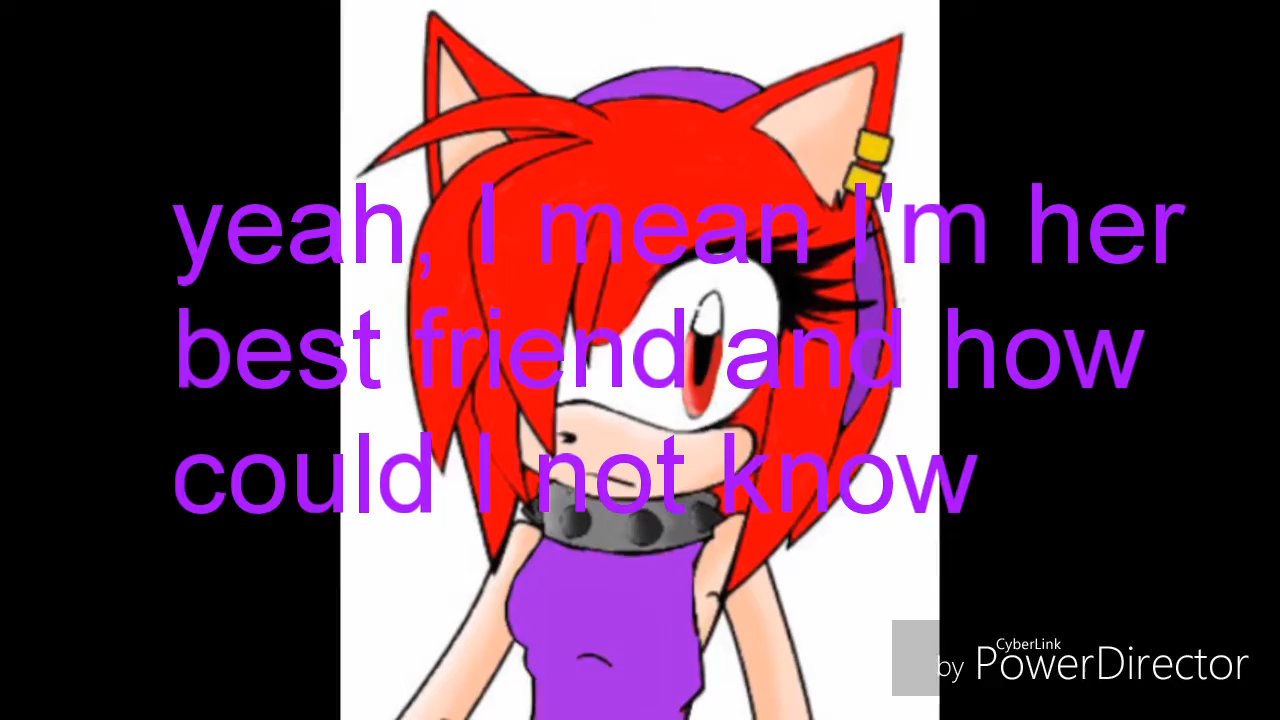 yeah, I mean I'm her
best friend and how
could I not know
CyberLink
by PowerDirector